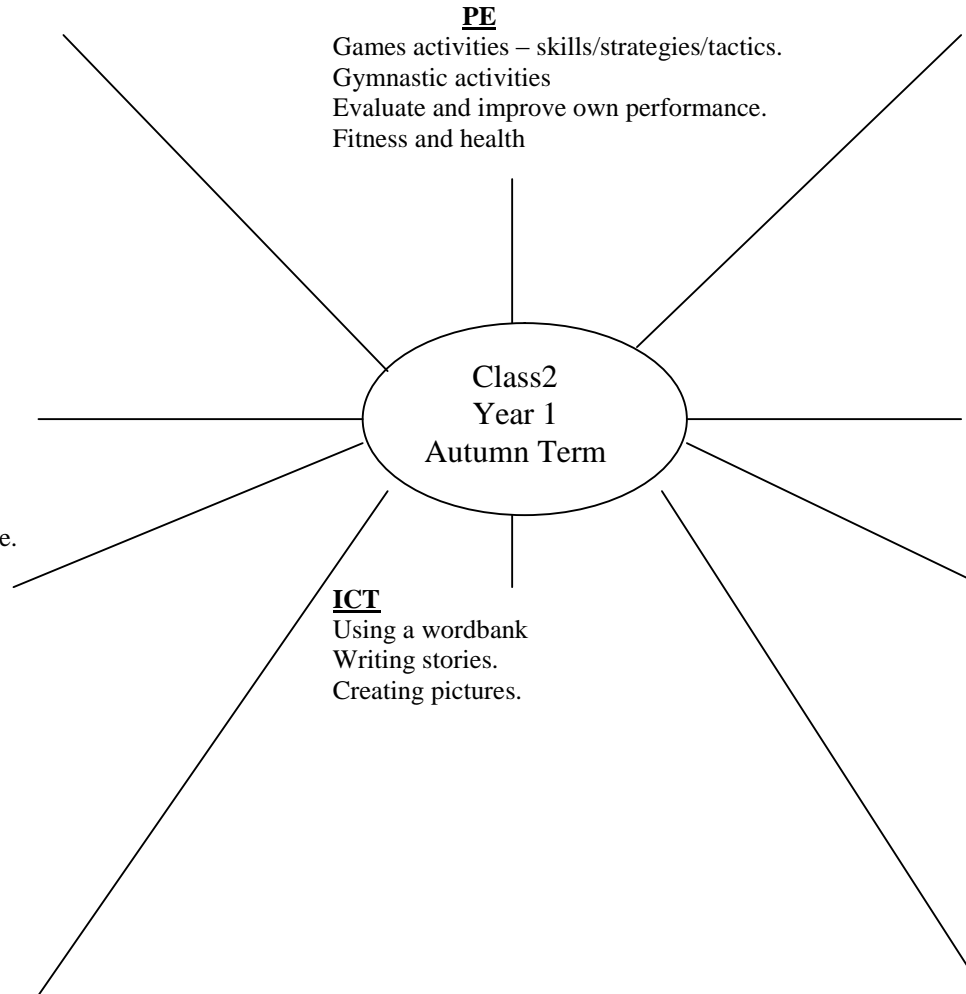 PE
Games activities – skills/strategies/tactics.
Gymnastic activities
Evaluate and improve own performance.
Fitness and health
Class2
Year 1
Autumn Term
e.
ICT
Using a wordbank
Writing stories.
Creating pictures.